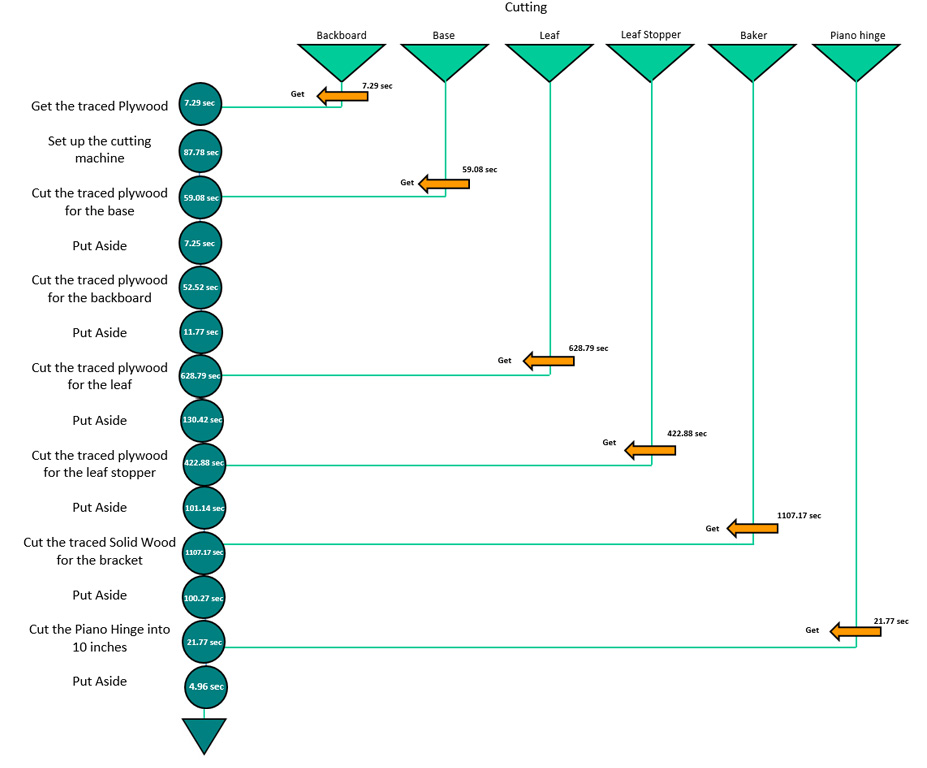 Cutting
Backboard
Base
Leaf
Leaf Stopper
Baker
Piano hinge
Get
7.29 sec
Get the traced Plywood
7.29 sec
Set up the cutting
machine
87.78 sec
Get
59.08 sec
Cut the traced plywood
for the base
59.08 sec
Put Aside
7.25 sec
Cut the traced plywood
for the backboard
52.52 sec
Put Aside
11.77 sec
Get
628.79 sec
Cut the traced plywood
for the leaf
628.79 sec
Put Aside
130.42 sec
Get
422.88 sec
Cut the traced plywood
for the leaf stopper
422.88 sec
Put Aside
101.14 sec
Get
1107.17 sec
Cut the traced Solid Wood
for the bracket
1107.17 sec
Put Aside
100.27 sec
Get
21.77 sec
Cut the Piano Hinge into
10 inches
21.77 sec
Put Aside
4.96 sec